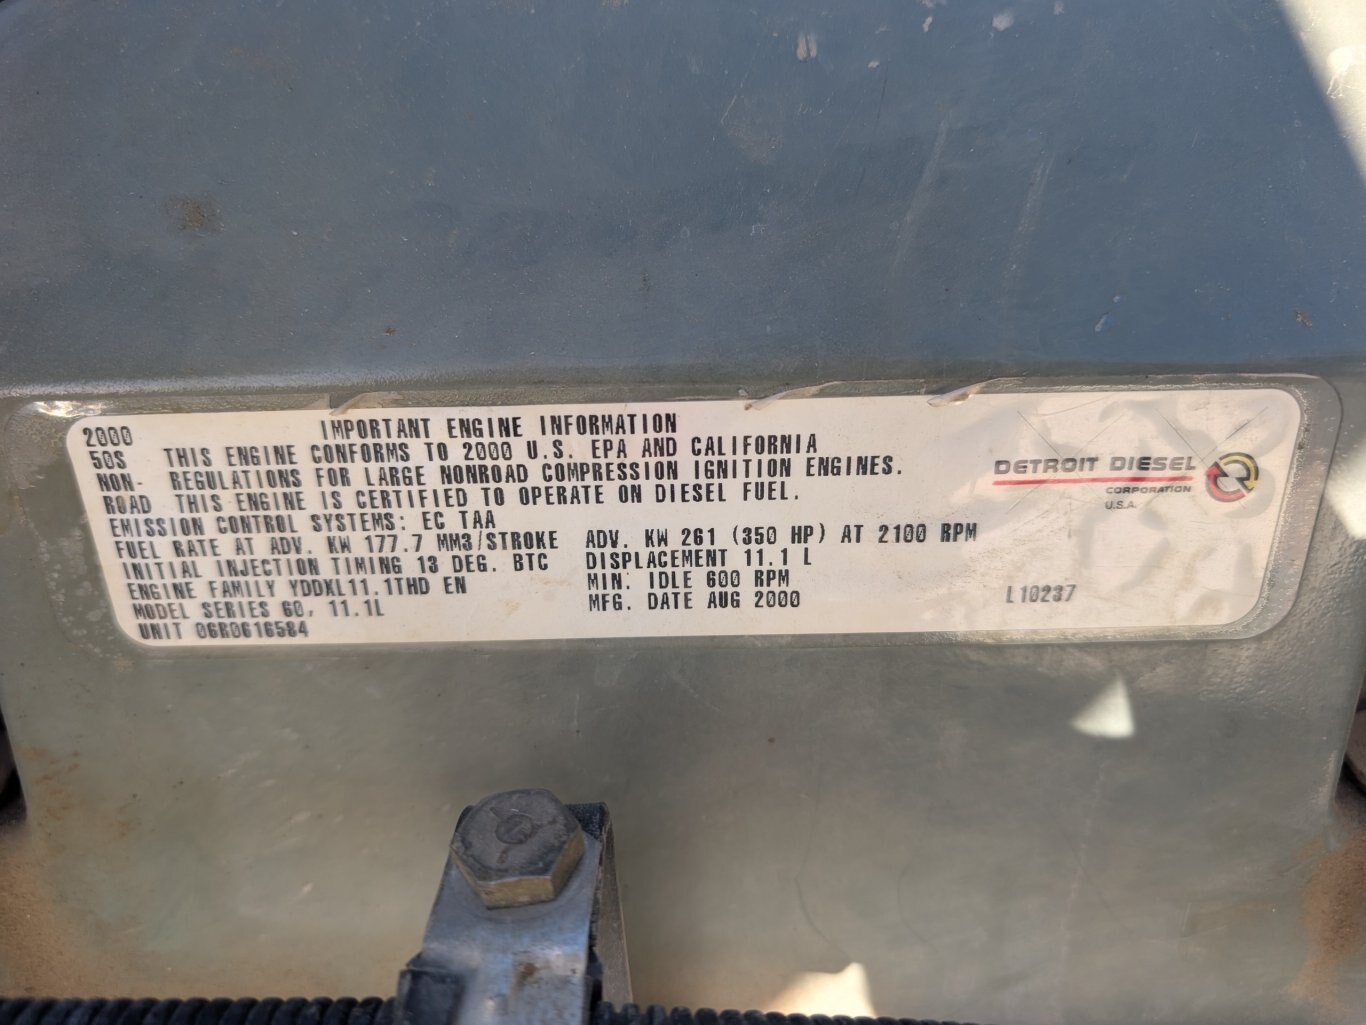 2000 IMPORTANT ENGINE INFORMATION
50S THIS ENGINE CONFORMS TO 2000 U.S. EPA AND CALIFORNIA
NON- REGULATIONS FOR LARGE NONROAD COMPRESSION IGNITION ENGINES.
ROAD THIS ENGINE IS CERTIFIED TO OPERATE ON DIESEL FUEL.
EMISSION CONTROL SYSTEMS: EC TAA
FUEL RATE AT ADV. KW 177.7 MM3/STROKE ADV. KW 261 (350 HP) AT 2100 RPM
INITIAL INJECTION TIMING 13 DEG. BTC DISPLACEMENT 11.1 L
ENGINE FAMILY YDDXL11.1THD EN MIN. IDLE 600 RPM
MODEL SERIES 60, 11.1L MFG. DATE AUG 2000
UNIT 06R0616584
DETROIT DIESEL
CORPORATION
U.S.A.
L10237